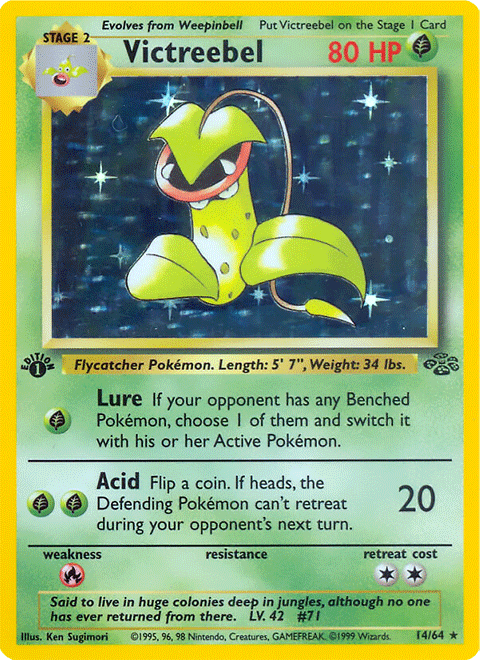 Evolves from Weepinbell Put Victreebel on the Stage 1 Card
STAGE 2
Victreebel 80 HP
EDITION
1
Flycatcher Pokémon. Length: 5' 7", Weight: 34 lbs.
Lure If your opponent has any Benched
Pokémon, choose 1 of them and switch it
with his or her Active Pokémon.
Acid Flip a coin. If heads, the
Defending Pokémon can't retreat
during your opponent's next turn.
20
weakness resistance retreat cost
Said to live in huge colonies deep in jungles, although no one
has ever returned from there. LV. 42 #71
Illus. Ken Sugimori ©1995, 96, 98 Nintendo, Creatures, GAMEFREAK. ©1999 Wizards. 14/64 ★